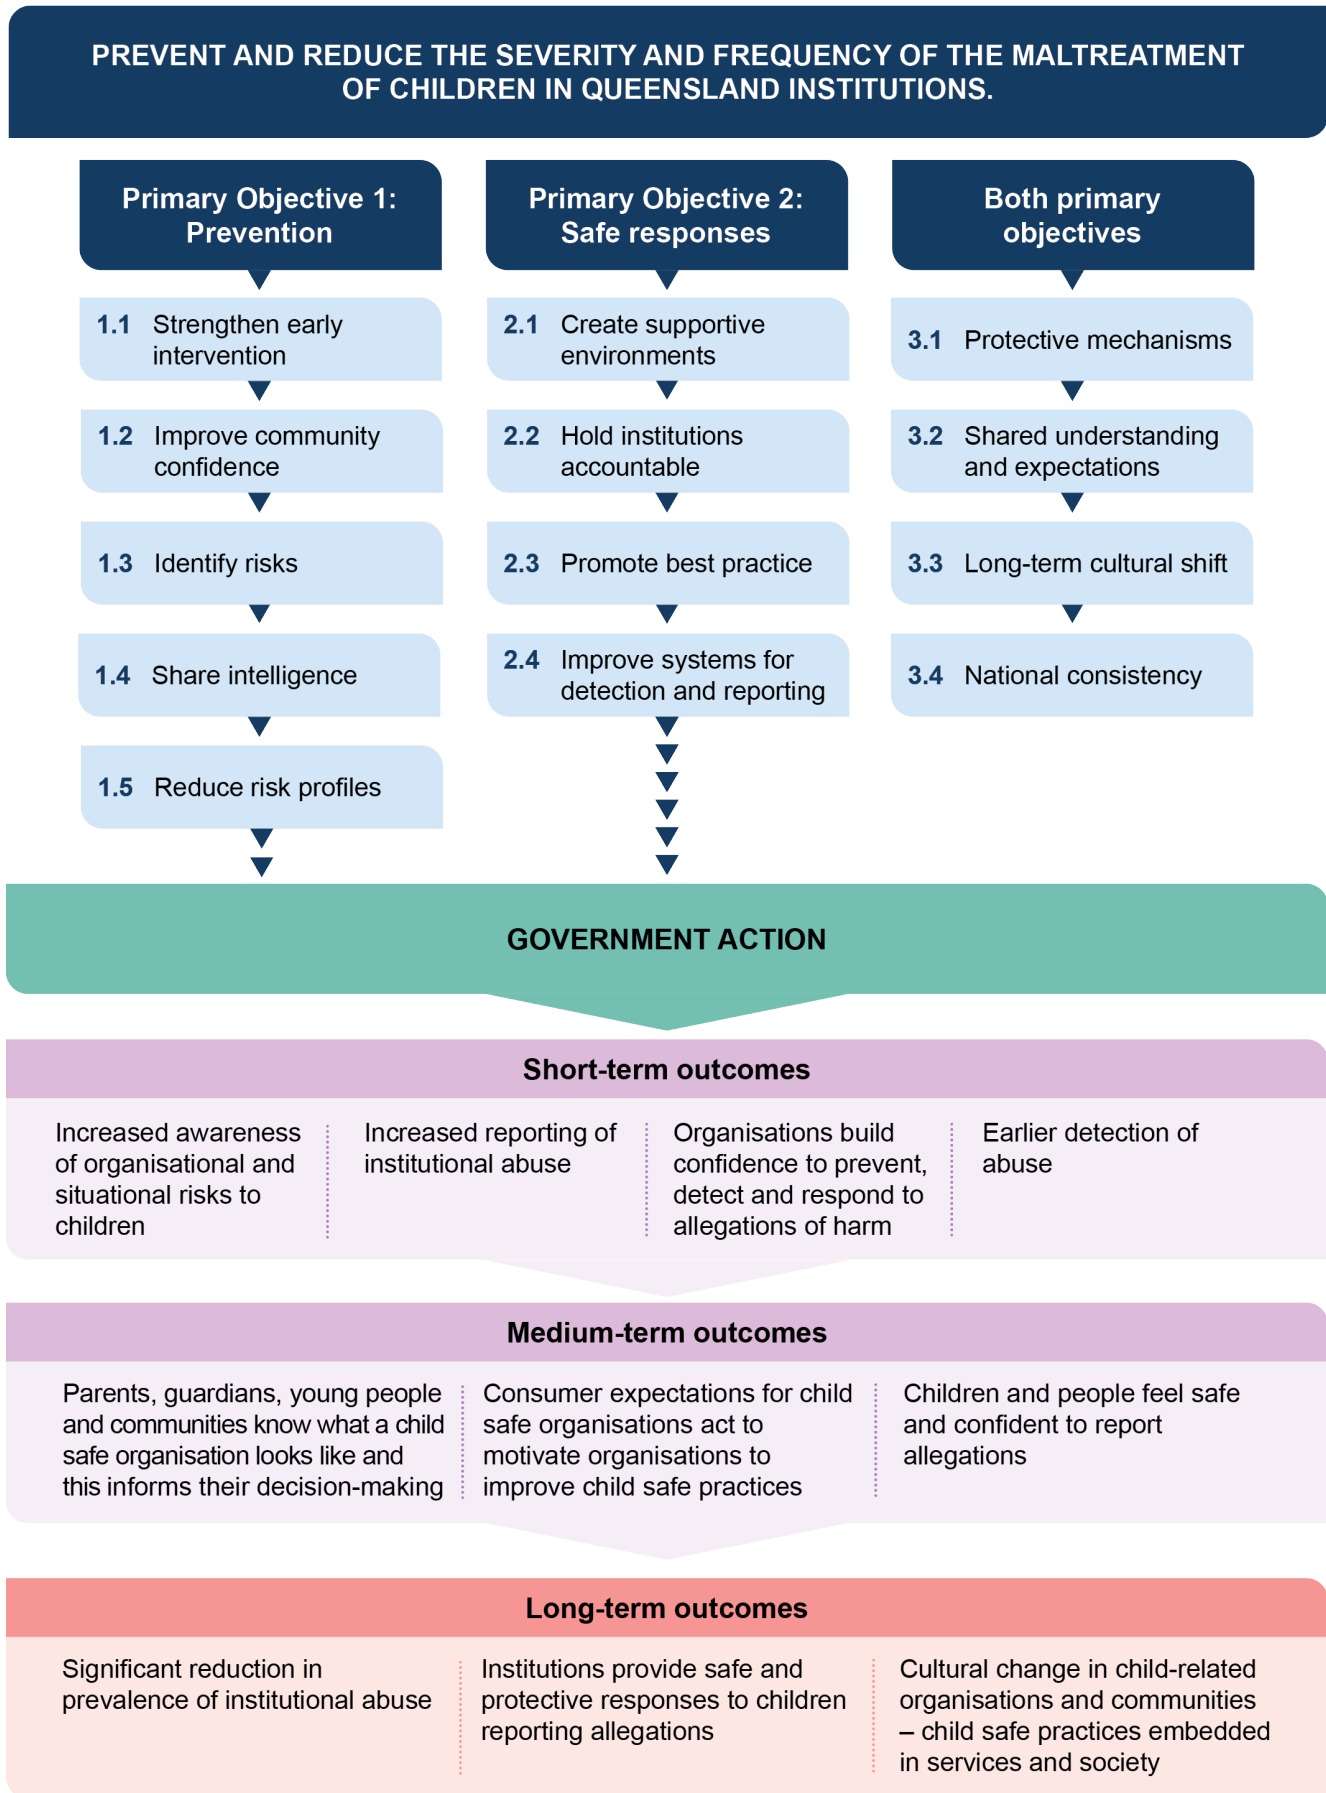 PREVENT AND REDUCE THE SEVERITY AND FREQUENCY OF THE MALTREATMENT
OF CHILDREN IN QUEENSLAND INSTITUTIONS.
Primary Objective 1:
Prevention
1.1 Strengthen early
intervention
1.2 Improve community
confidence
1.3 Identify risks
1.4 Share intelligence
1.5 Reduce risk profiles
Primary Objective 2:
Safe responses
2.1 Create supportive
environments
2.2 Hold institutions
accountable
2.3 Promote best practice
2.4 Improve systems for
detection and reporting
Both primary
objectives
3.1 Protective mechanisms
3.2 Shared understanding
and expectations
3.3 Long-term cultural shift
3.4 National consistency
GOVERNMENT ACTION
Short-term outcomes
Increased awareness
of organisational and
situational risks to
children
Increased reporting of
institutional abuse
Organisations build
confidence to prevent,
detect and respond to
allegations of harm
Earlier detection of
abuse
Medium-term outcomes
Parents, guardians, young people
and communities know what a child
safe organisation looks like and
this informs their decision-making
Consumer expectations for child
safe organisations act to
motivate organisations to
improve child safe practices
Children and people feel safe
and confident to report
allegations
Long-term outcomes
Significant reduction in
prevalence of institutional abuse
Institutions provide safe and
protective responses to children
reporting allegations
Cultural change in child-related
organisations and communities
– child safe practices embedded
in services and society